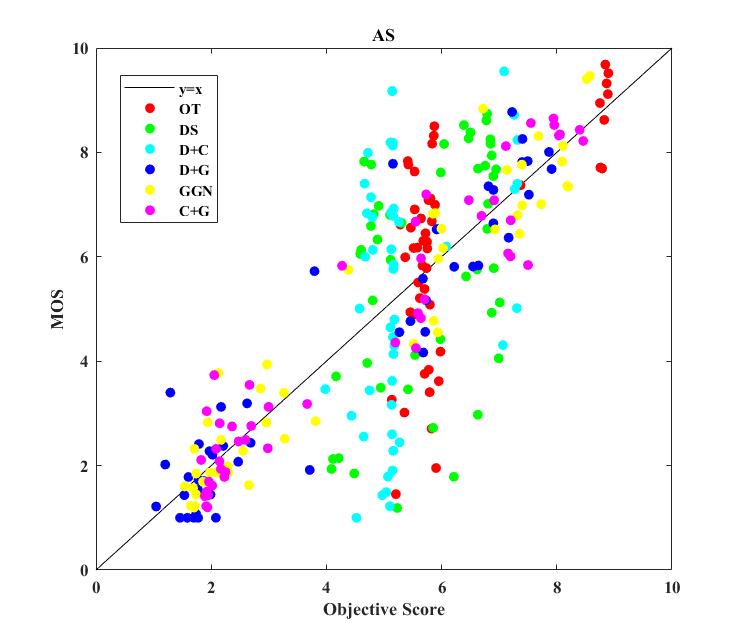 AS
10
8
6
4
2
0
MOS
y=x
OT
DS
D+C
D+G
GGN
C+G
0 2 4 6 8 10
Objective Score